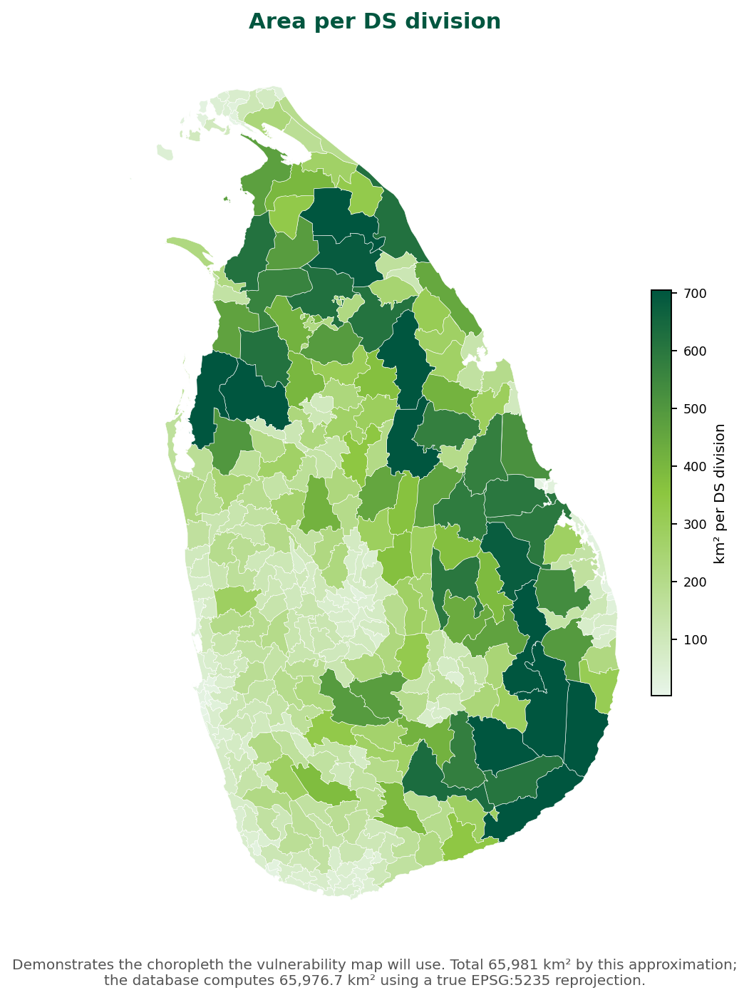 Area per DS division
700
600
500
400
300
200
100
km² per DS division
Demonstrates the choropleth the vulnerability map will use. Total 65,981 km² by this approximation;
the database computes 65,976.7 km² using a true EPSG:5235 reprojection.